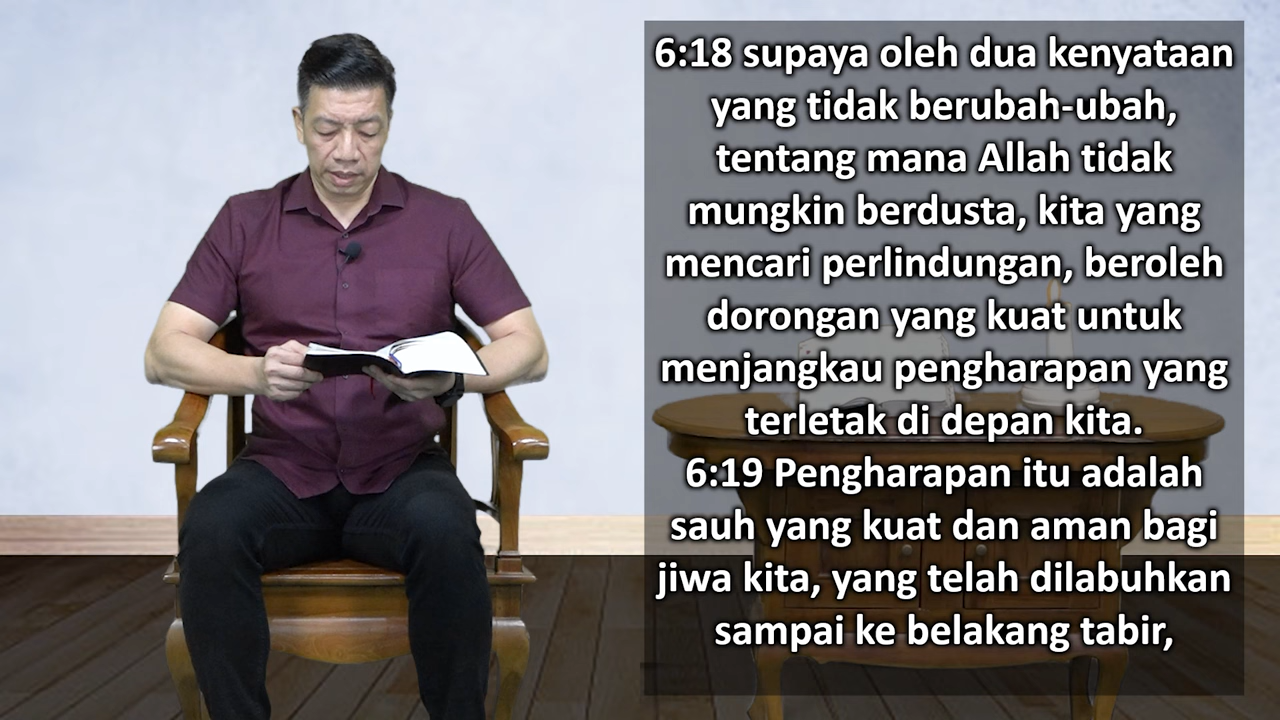 6:18 supaya oleh dua kenyataan
yang tidak berubah-ubah,
tentang mana Allah tidak
mungkin berdusta, kita yang
mencari perlindungan, beroleh
dorongan yang kuat untuk
menjangkau pengharapan yang
terletak di depan kita.
6:19 Pengharapan itu adalah
sauh yang kuat dan aman bagi
jiwa kita, yang telah dilabuhkan
sampai ke belakang tabir,